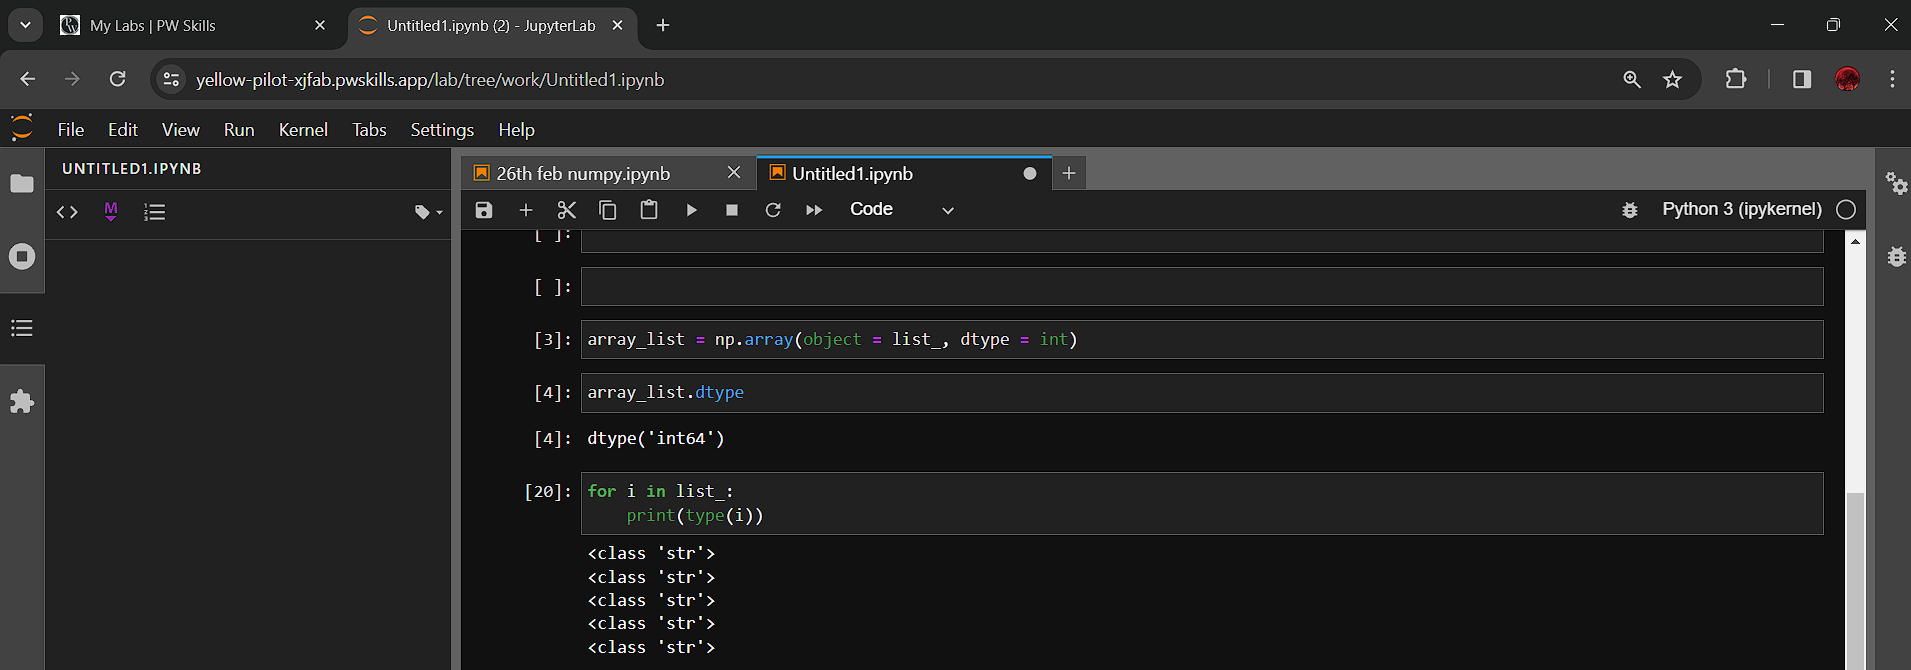 My Labs | PW Skills
Untitled1.ipynb (2) - JupyterLab
yellow-pilot-xjfab.pwskills.app/lab/tree/work/Untitled1.ipynb
File Edit View Run Kernel Tabs Settings Help
UNTITLED1.IPYNB
26th feb numpy.ipynb
Untitled1.ipynb
M
Code
Python 3 (ipykernel)
[ ]:
[ ]:
[3]: array_list = np.array(object = list_, dtype = int)
[4]: array_list.dtype
[4]: dtype('int64')
[20]: for i in list_:
print(type(i))
<class 'str'>
<class 'str'>
<class 'str'>
<class 'str'>
<class 'str'>